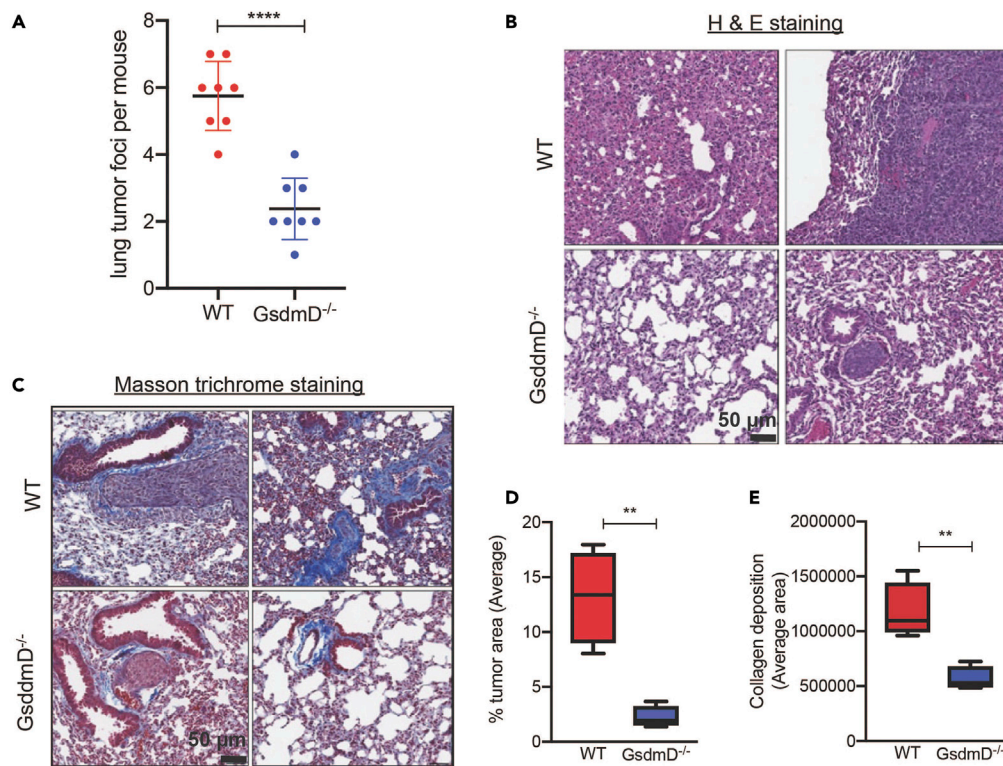 A
****
lung tumor foci per mouse
8
6
4
2
0
WT
GsdmD-/-
B
H & E staining
WT
GsddmD-/-
50 µm
C
Masson trichrome staining
WT
GsddmD-/-
50 µm
D
**
% tumor area (Average)
20
15
10
5
0
WT
GsdmD-/-
E
**
Collagen deposition
(Average area)
2000000
1500000
1000000
500000
0
WT
GsdmD-/-